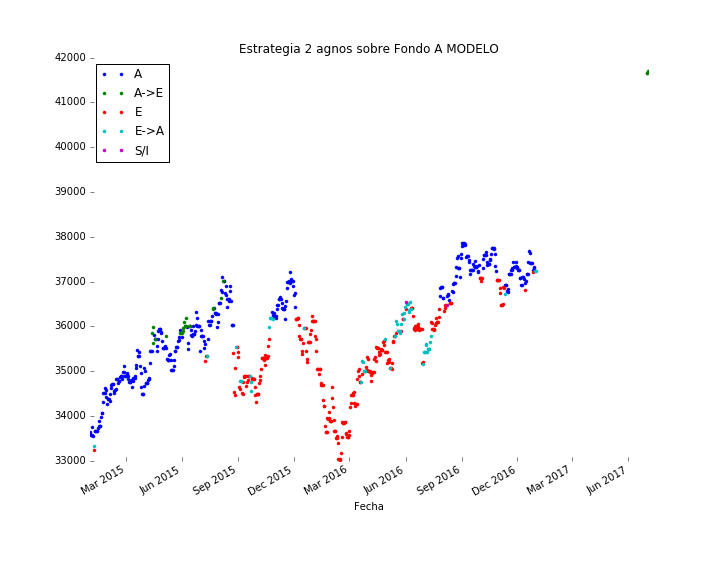 Estrategia 2 agnos sobre Fondo A MODELO
42000
41000
40000
39000
38000
37000
36000
35000
34000
33000
A
A->E
E
E->A
S/I
Mar 2015
Jun 2015
Sep 2015
Dec 2015
Mar 2016
Jun 2016
Sep 2016
Dec 2016
Mar 2017
Jun 2017
Fecha